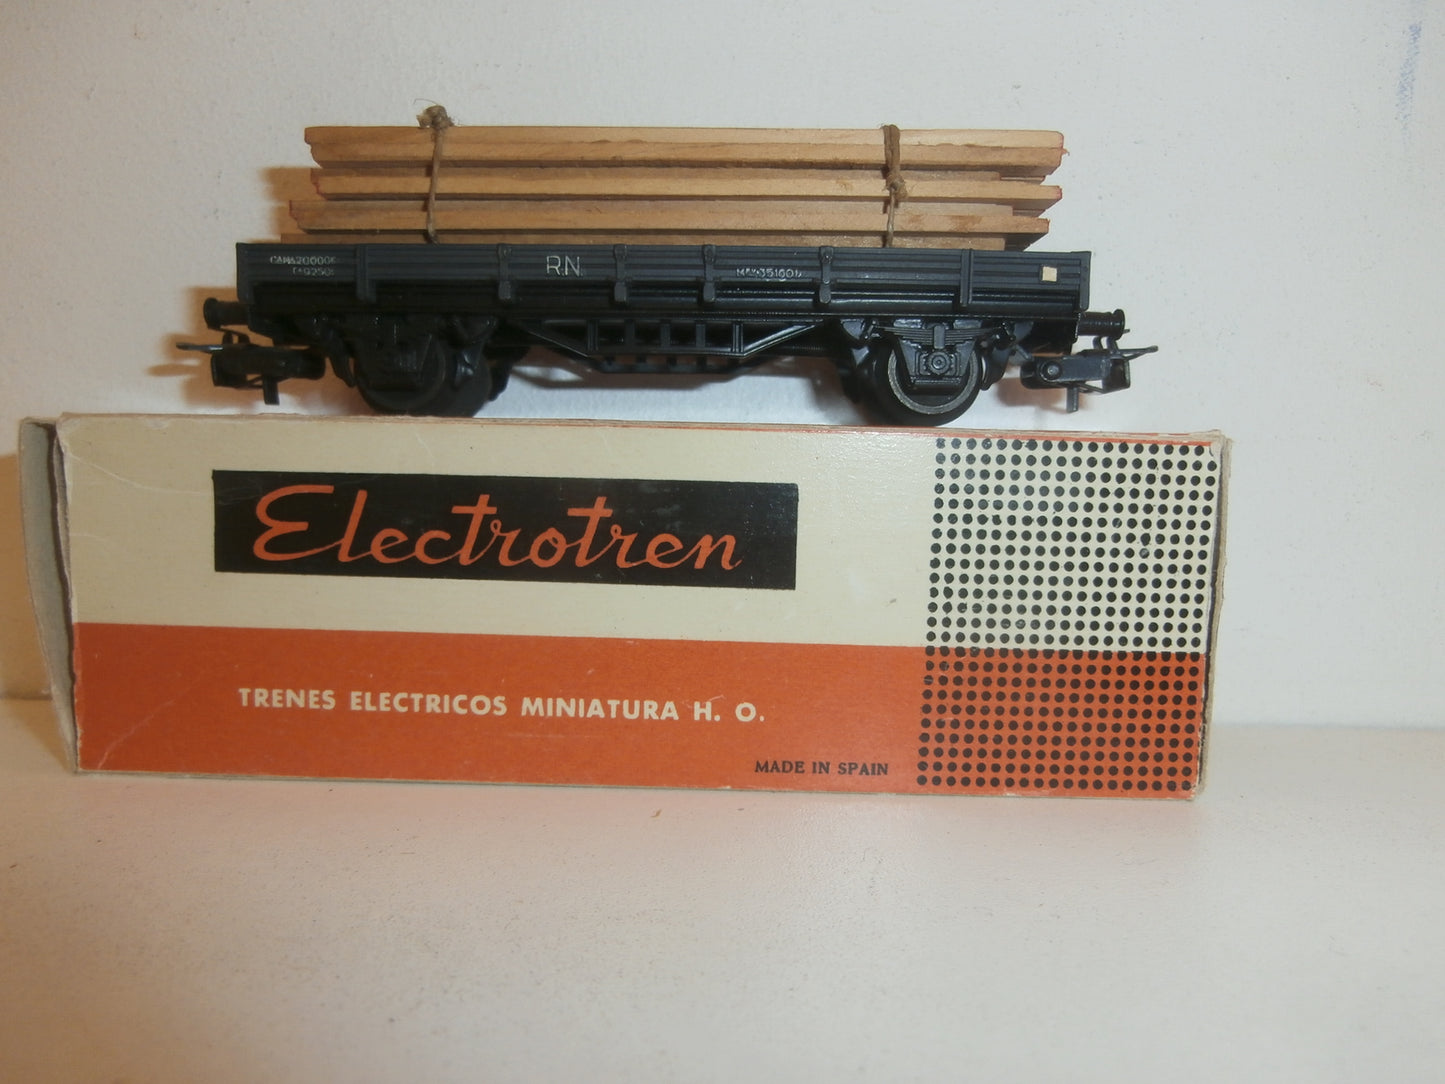 R.N.
Electrotren
TRENES ELECTRICOS MINIATURA H. O.
MADE IN SPAIN